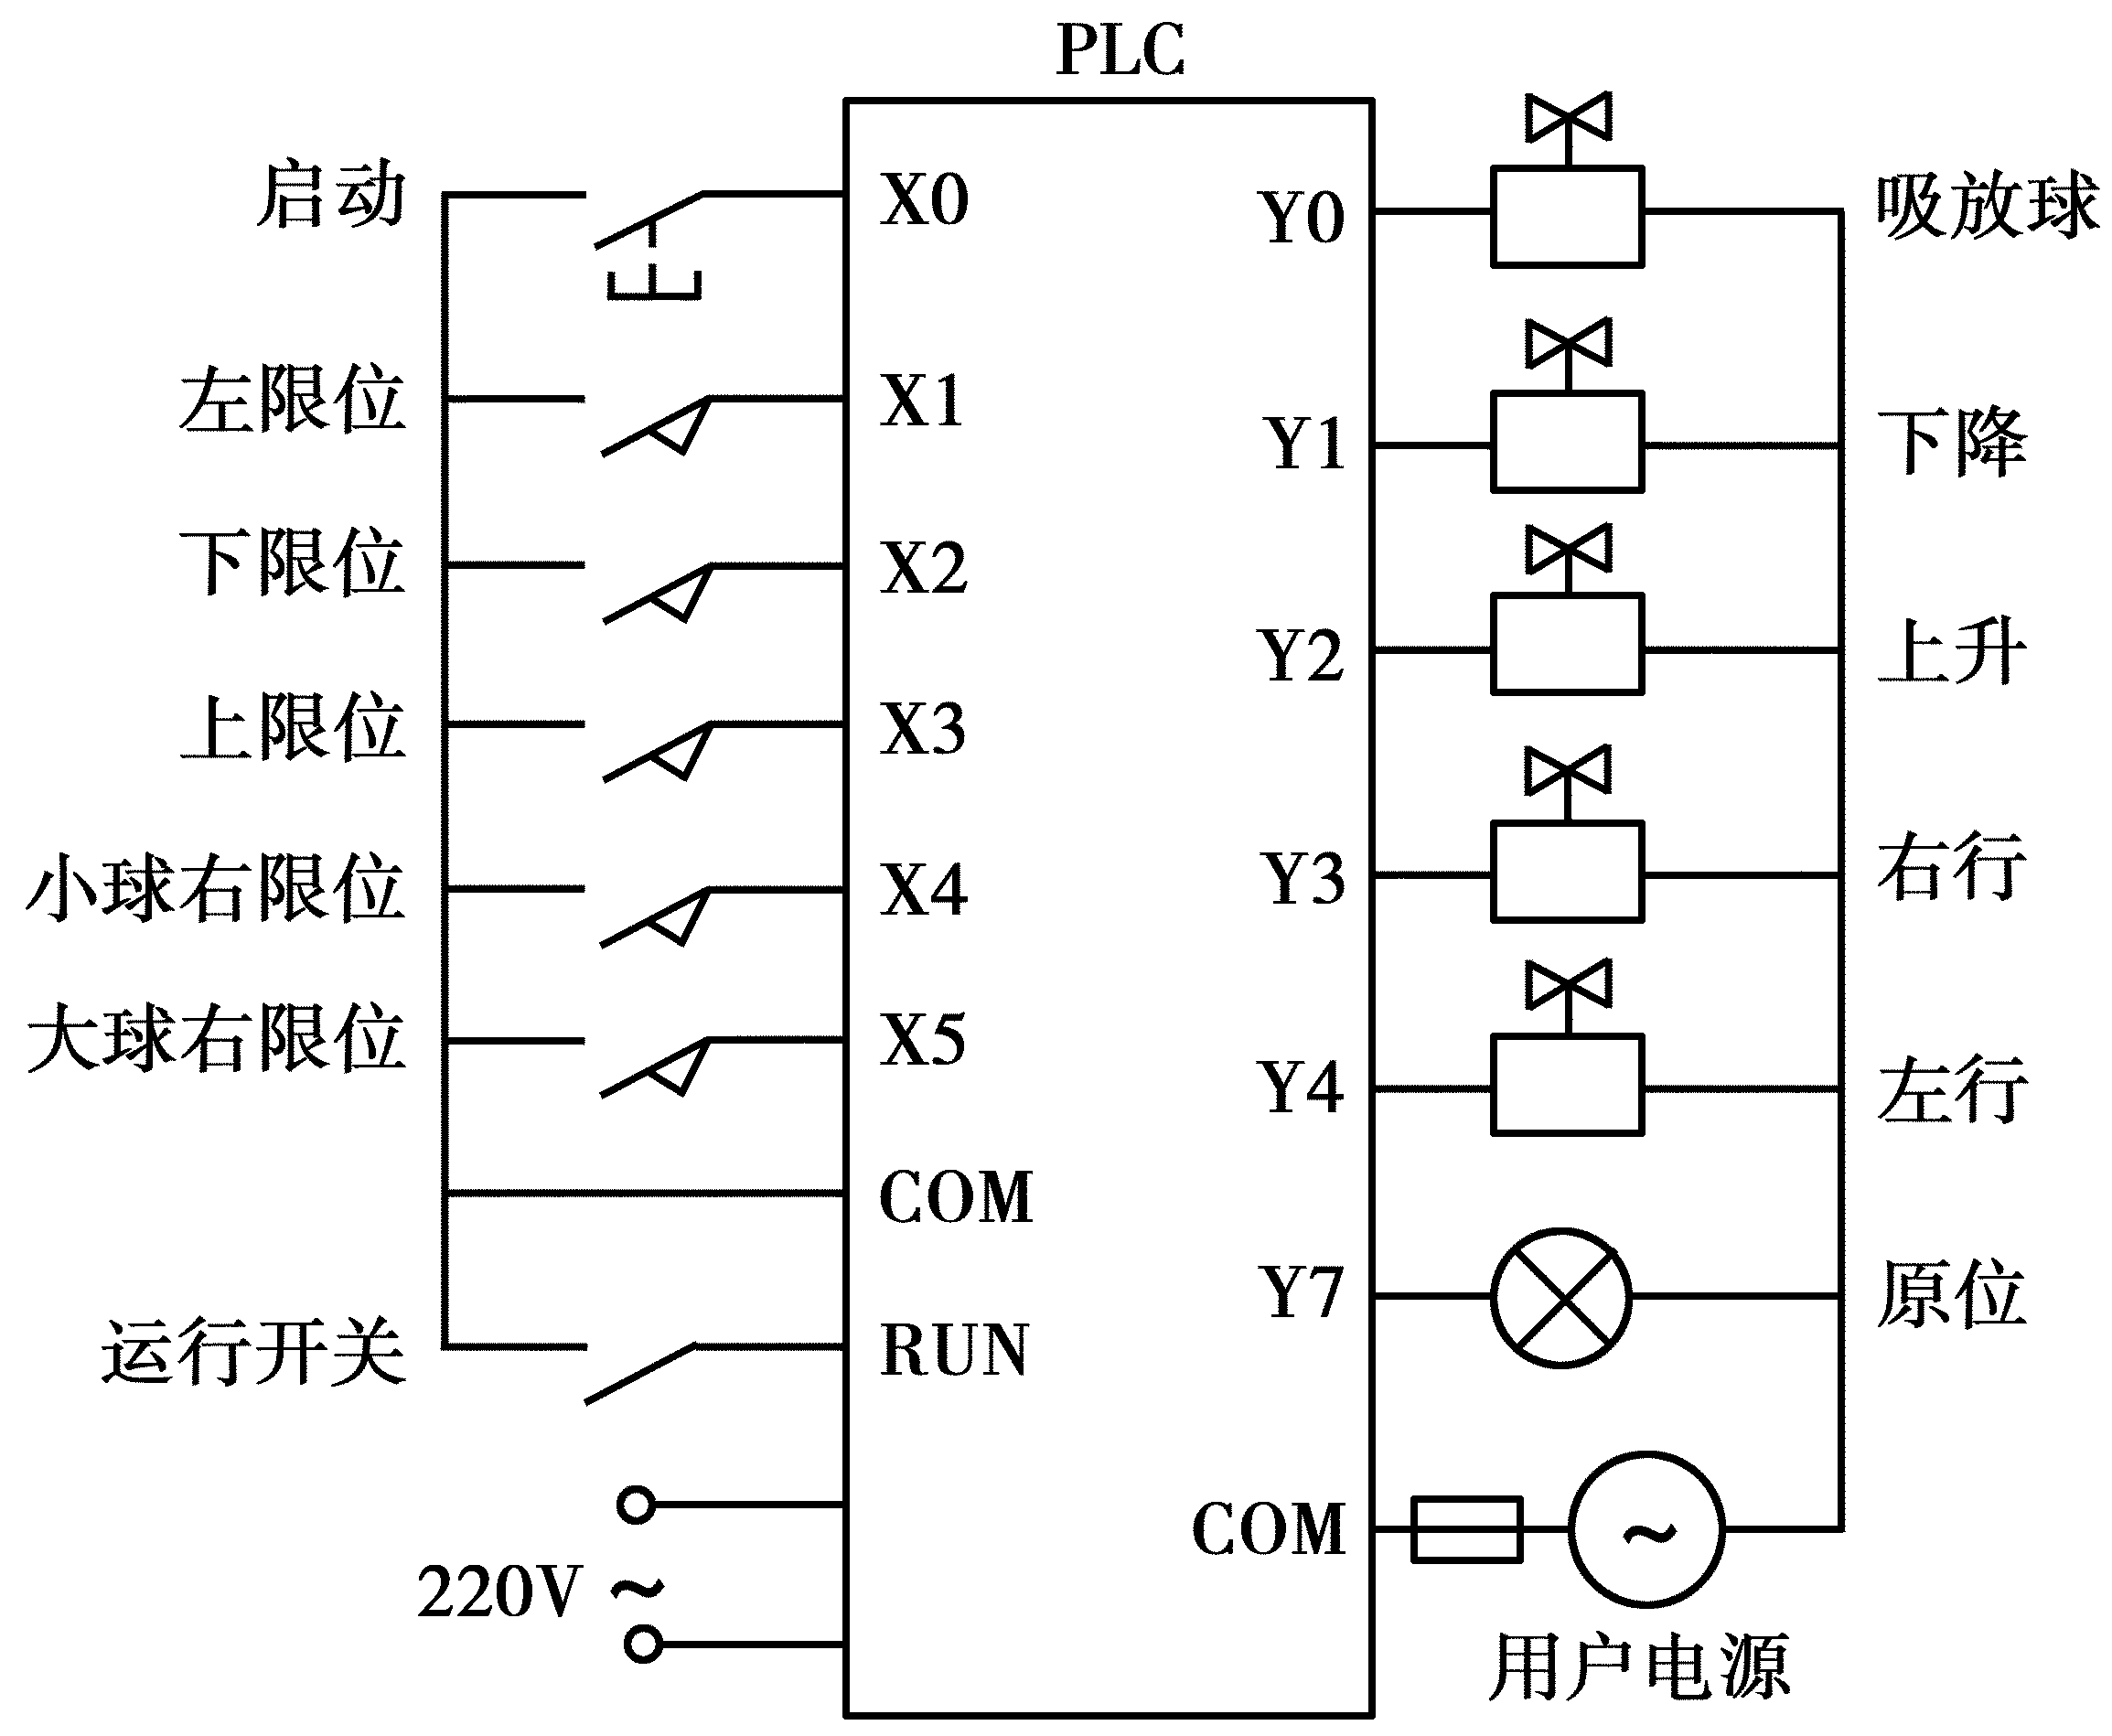 PLC
启动 X0 Y0 吸放球
左限位 X1 Y1 下降
下限位 X2 Y2 上升
上限位 X3 Y3 右行
小球右限位 X4
大球右限位 X5 Y4 左行
COM
Y7 原位
运行开关 RUN
COM
220V ~ ~
用户电源